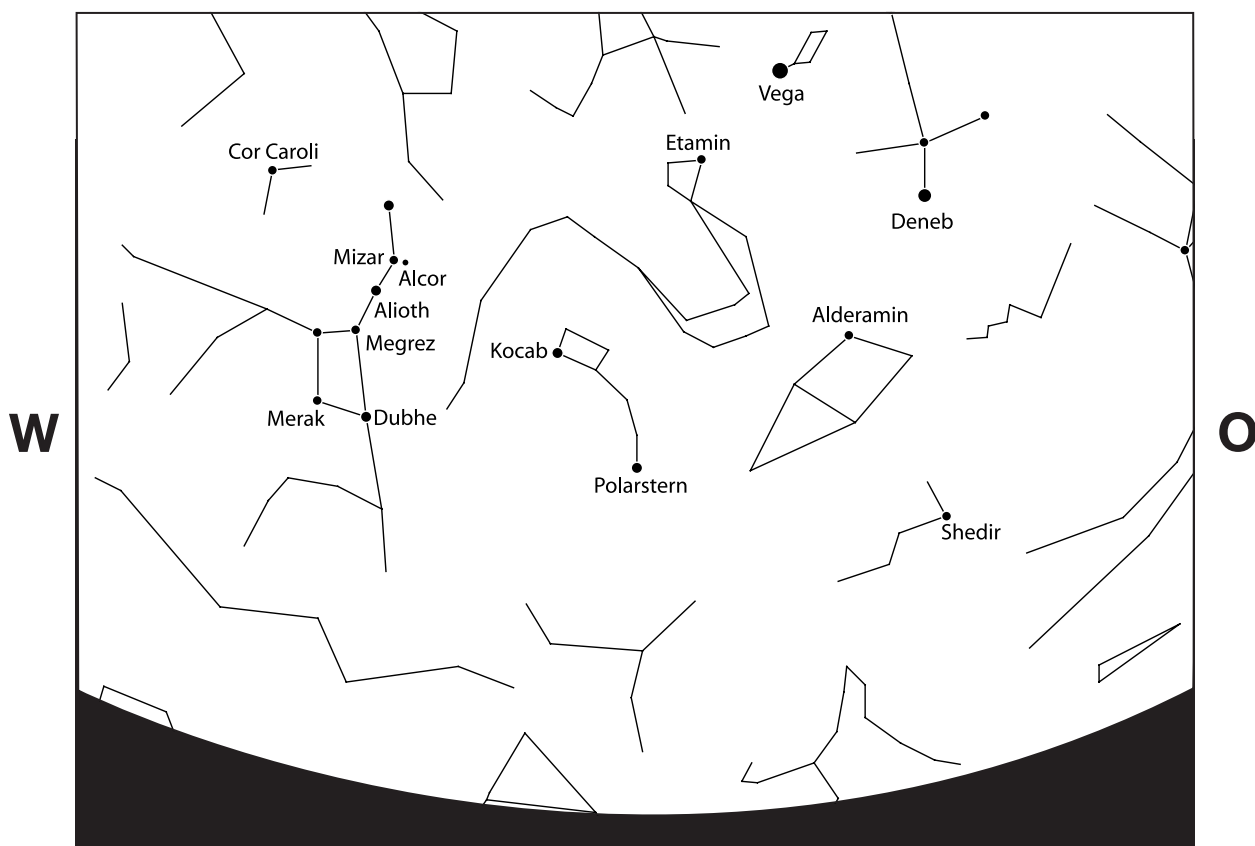 Vega
Etamin
Cor Caroli
Deneb
Mizar
Alcor
Alioth
Alderamin
Megrez
Kocab
Merak
Dubhe
W
O
Polarstern
Shedir